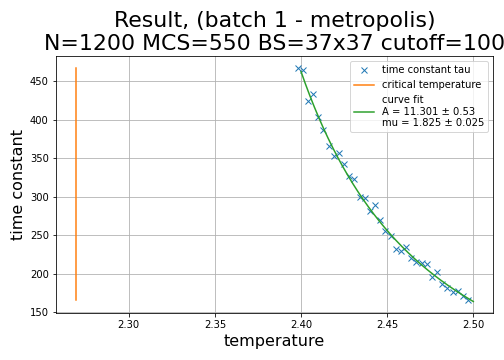 Result, (batch 1 - metropolis)
N=1200 MCS=550 BS=37x37 cutoff=100
time constant tau
critical temperature
curve fit
A = 11.301 ± 0.53
mu = 1.825 ± 0.025
time constant
450
400
350
300
250
200
150
2.30
2.35
2.40
2.45
2.50
temperature